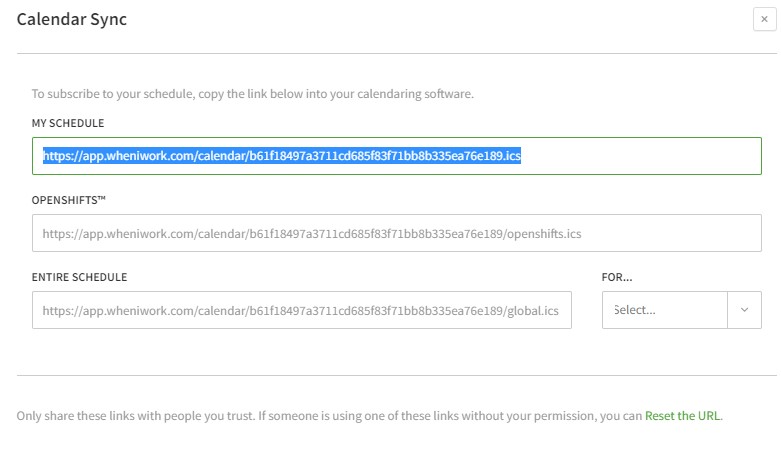 Calendar Sync
To subscribe to your schedule, copy the link below into your calendaring software.
MY SCHEDULE
https://app.wheniwork.com/calendar/b61f18497a3711cd685f83f71bb8b335ea76e189.ics
OPENSHIFTS™
https://app.wheniwork.com/calendar/b61f18497a3711cd685f83f71bb8b335ea76e189/openshifts.ics
ENTIRE SCHEDULE
FOR...
https://app.wheniwork.com/calendar/b61f18497a3711cd685f83f71bb8b335ea76e189/global.ics
Select...
Only share these links with people you trust. If someone is using one of these links without your permission, you can Reset the URL.